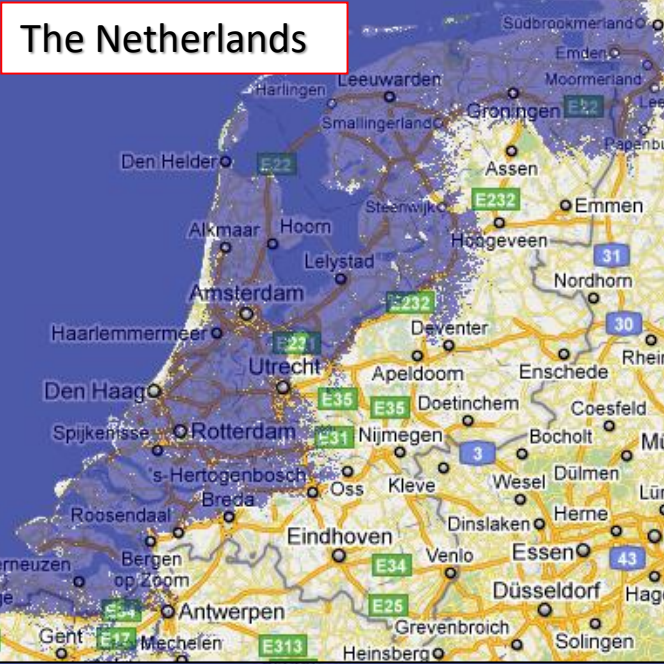 The Netherlands
Südbrookmerland
Emden
Moormerland
Leeuwarden
Harlingen
Groningen
E22
Smallingerland
Den Helder
E22
Assen
E232
Steenwijk
Emmen
Alkmaar
Hoorn
Hoogeveen
31
Lelystad
Nordhorn
Amsterdam
E232
30
Haarlemmermeer
E231
Deventer
Utrecht
Apeldoorn
Enschede
Den Haag
E35
E35
Doetinchem
Coesfeld
Spijkenisse
Rotterdam
E31
Nijmegen
Bocholt
3
's-Hertogenbosch
Oss
Kleve
Wesel
Dülmen
Breda
Roosendaal
Dinslaken
Herne
Eindhoven
Bergen
op Zoom
Venlo
Essen
43
E34
Düsseldorf
E34
E25
Antwerpen
Grevenbroich
Gent
E17
Mechelen
E313
Heinsberg
Solingen